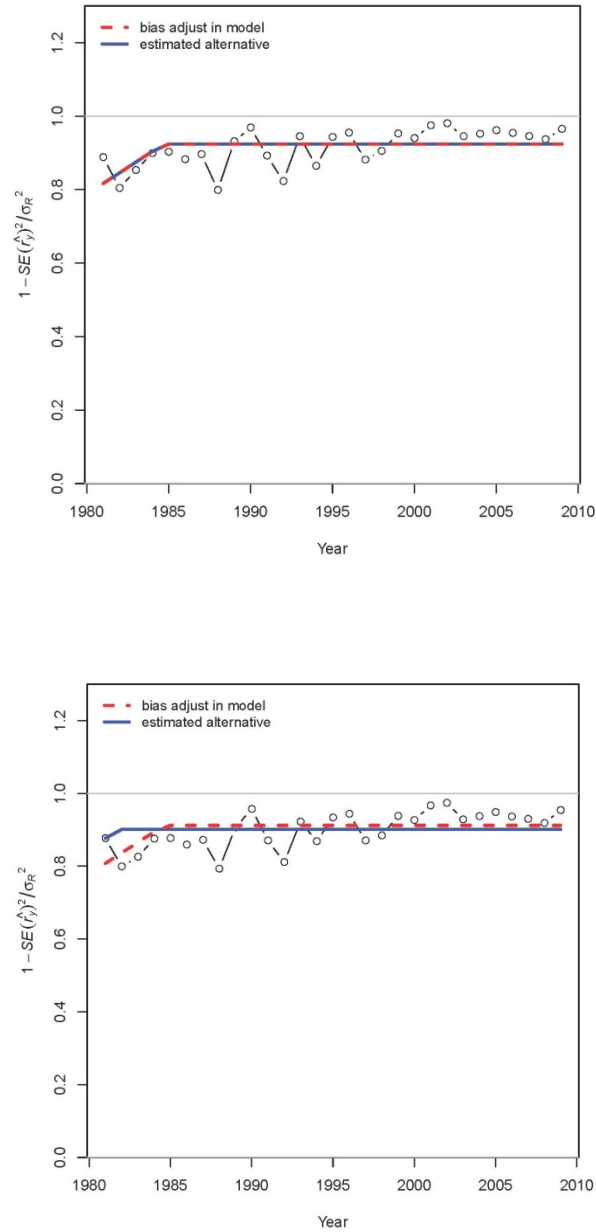 bias adjust in model
estimated alternative
1.2
1.0
0.8
0.6
0.4
0.2
0.0
1 − SE(r̂y)²/σR²
1980 1985 1990 1995 2000 2005 2010
Year
bias adjust in model
estimated alternative
1.2
1.0
0.8
0.6
0.4
0.2
0.0
1 − SE(r̂y)²/σR²
1980 1985 1990 1995 2000 2005 2010
Year